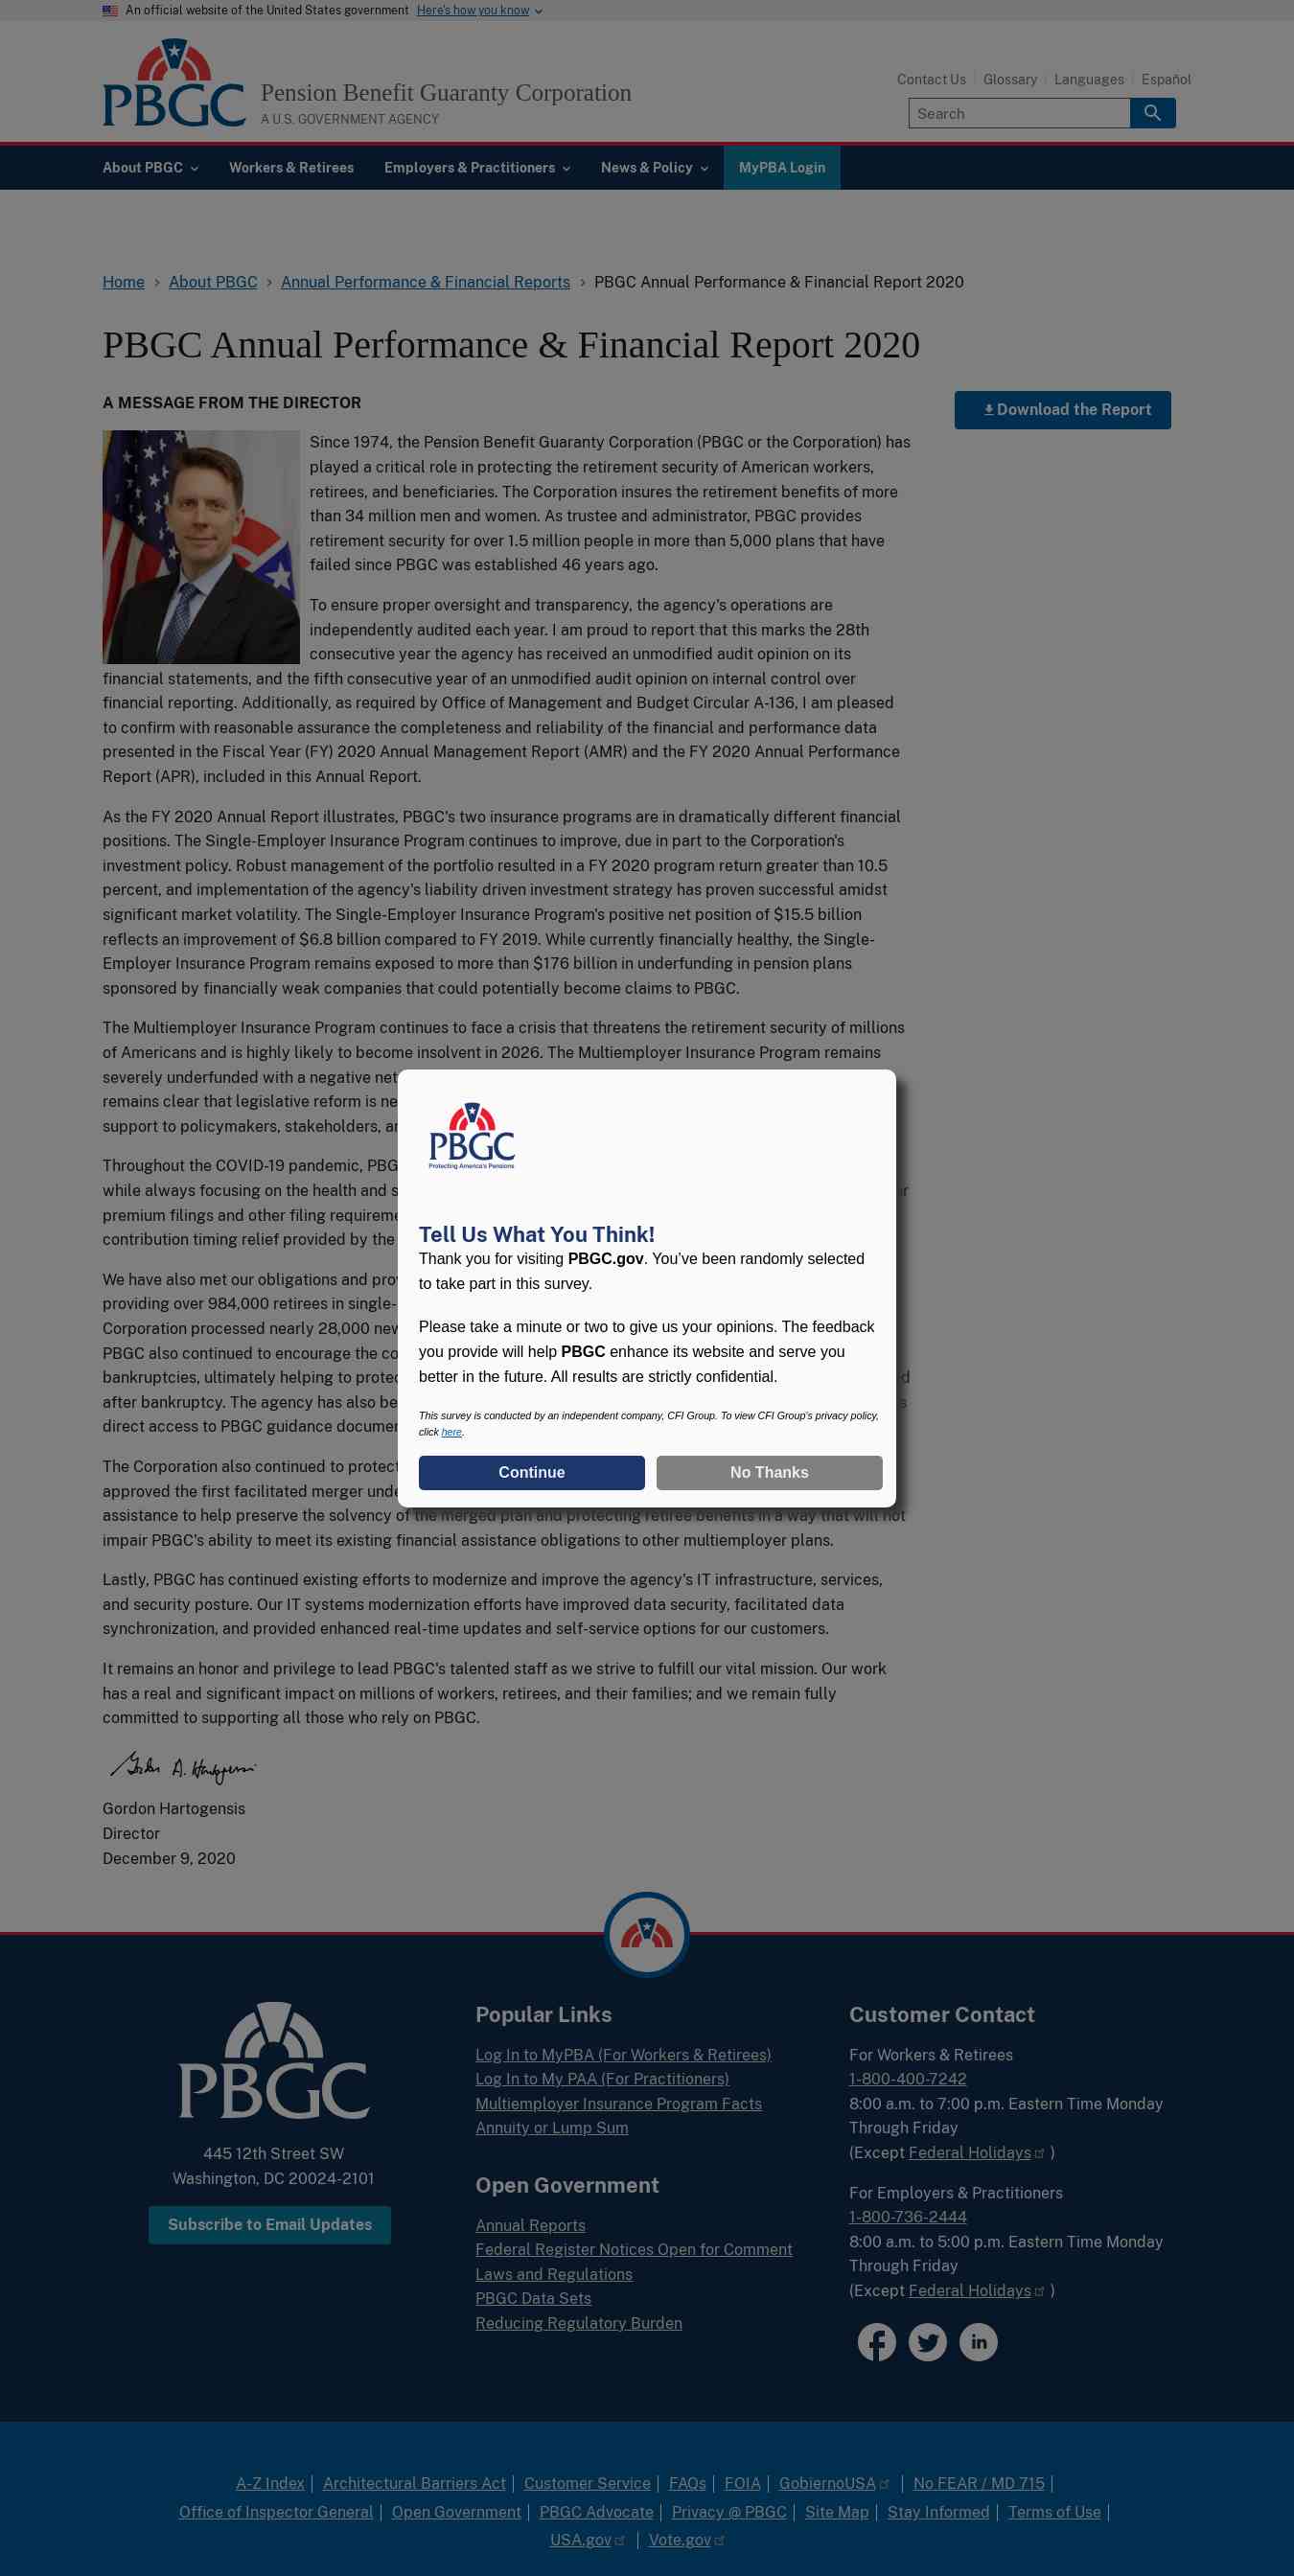 An official website of the United States government Here's how you know
PBGC
Pension Benefit Guaranty Corporation
A U.S. GOVERNMENT AGENCY
Contact Us Glossary Languages Español
Search
About PBGC Workers & Retirees Employers & Practitioners News & Policy MyPBA Login
Home > About PBGC > Annual Performance & Financial Reports > PBGC Annual Performance & Financial Report 2020
PBGC Annual Performance & Financial Report 2020
A MESSAGE FROM THE DIRECTOR
Download the Report
Since 1974, the Pension Benefit Guaranty Corporation (PBGC or the Corporation) has
played a critical role in protecting the retirement security of American workers,
retirees, and beneficiaries. The Corporation insures the retirement benefits of more
than 34 million men and women. As trustee and administrator, PBGC provides
retirement security for over 1.5 million people in more than 5,000 plans that have
failed since PBGC was established 46 years ago.
To ensure proper oversight and transparency, the agency's operations are
independently audited each year. I am proud to report that this marks the 28th
consecutive year the agency has received an unmodified audit opinion on its
financial statements, and the fifth consecutive year of an unmodified audit opinion on internal control over
financial reporting. Additionally, as required by Office of Management and Budget Circular A-136, I am pleased
to confirm with reasonable assurance the completeness and reliability of the financial and performance data
presented in the Fiscal Year (FY) 2020 Annual Management Report (AMR) and the FY 2020 Annual Performance
Report (APR), included in this Annual Report.
As the FY 2020 Annual Report illustrates, PBGC's two insurance programs are in dramatically different financial
positions. The Single-Employer Insurance Program continues to improve, due in part to the Corporation's
investment policy. Robust management of the portfolio resulted in a FY 2020 program return greater than 10.5
percent, and implementation of the agency's liability driven investment strategy has proven successful amidst
significant market volatility. The Single-Employer Insurance Program's positive net position of $15.5 billion
reflects an improvement of $6.8 billion compared to FY 2019. While currently financially healthy, the Single-
Employer Insurance Program remains exposed to more than $176 billion in underfunding in pension plans
sponsored by financially weak companies that could potentially become claims to PBGC.
The Multiemployer Insurance Program continues to face a crisis that threatens the retirement security of millions
of Americans and is highly likely to become insolvent in 2026. The Multiemployer Insurance Program remains
severely underfunded with a negative net
remains clear that legislative reform is ne
support to policymakers, stakeholders, a
Throughout the COVID-19 pandemic, PBG
while always focusing on the health and s
premium filings and other filing requireme
contribution timing relief provided by the
We have also met our obligations and pro
providing over 984,000 retirees in single-
Corporation processed nearly 28,000 new
PBGC also continued to encourage the co
bankruptcies, ultimately helping to protec
after bankruptcy. The agency has also be
direct access to PBGC guidance documen
The Corporation also continued to protect
approved the first facilitated merger unde
assistance to help preserve the solvency of the merged plan and protecting retiree benefits in a way that will not
impair PBGC's ability to meet its existing financial assistance obligations to other multiemployer plans.
PBGC
Protecting America's Pensions
Tell Us What You Think!
Thank you for visiting PBGC.gov. You've been randomly selected
to take part in this survey.
Please take a minute or two to give us your opinions. The feedback
you provide will help PBGC enhance its website and serve you
better in the future. All results are strictly confidential.
This survey is conducted by an independent company, CFI Group. To view CFI Group's privacy policy,
click here.
Continue No Thanks
Lastly, PBGC has continued existing efforts to modernize and improve the agency's IT infrastructure, services,
and security posture. Our IT systems modernization efforts have improved data security, facilitated data
synchronization, and provided enhanced real-time updates and self-service options for our customers.
It remains an honor and privilege to lead PBGC's talented staff as we strive to fulfill our vital mission. Our work
has a real and significant impact on millions of workers, retirees, and their families; and we remain fully
committed to supporting all those who rely on PBGC.
Gordon Hartogensis
Director
December 9, 2020
PBGC
445 12th Street SW
Washington, DC 20024-2101
Subscribe to Email Updates
Popular Links
Log In to MyPBA (For Workers & Retirees)
Log In to My PAA (For Practitioners)
Multiemployer Insurance Program Facts
Annuity or Lump Sum
Open Government
Annual Reports
Federal Register Notices Open for Comment
Laws and Regulations
PBGC Data Sets
Reducing Regulatory Burden
Customer Contact
For Workers & Retirees
1-800-400-7242
8:00 a.m. to 7:00 p.m. Eastern Time Monday
Through Friday
(Except Federal Holidays )
For Employers & Practitioners
1-800-736-2444
8:00 a.m. to 5:00 p.m. Eastern Time Monday
Through Friday
(Except Federal Holidays )
in
A-Z Index | Architectural Barriers Act | Customer Service | FAQs | FOIA | GobiernoUSA | No FEAR / MD 715 |
Office of Inspector General | Open Government | PBGC Advocate | Privacy @ PBGC | Site Map | Stay Informed | Terms of Use |
USA.gov | Vote.gov